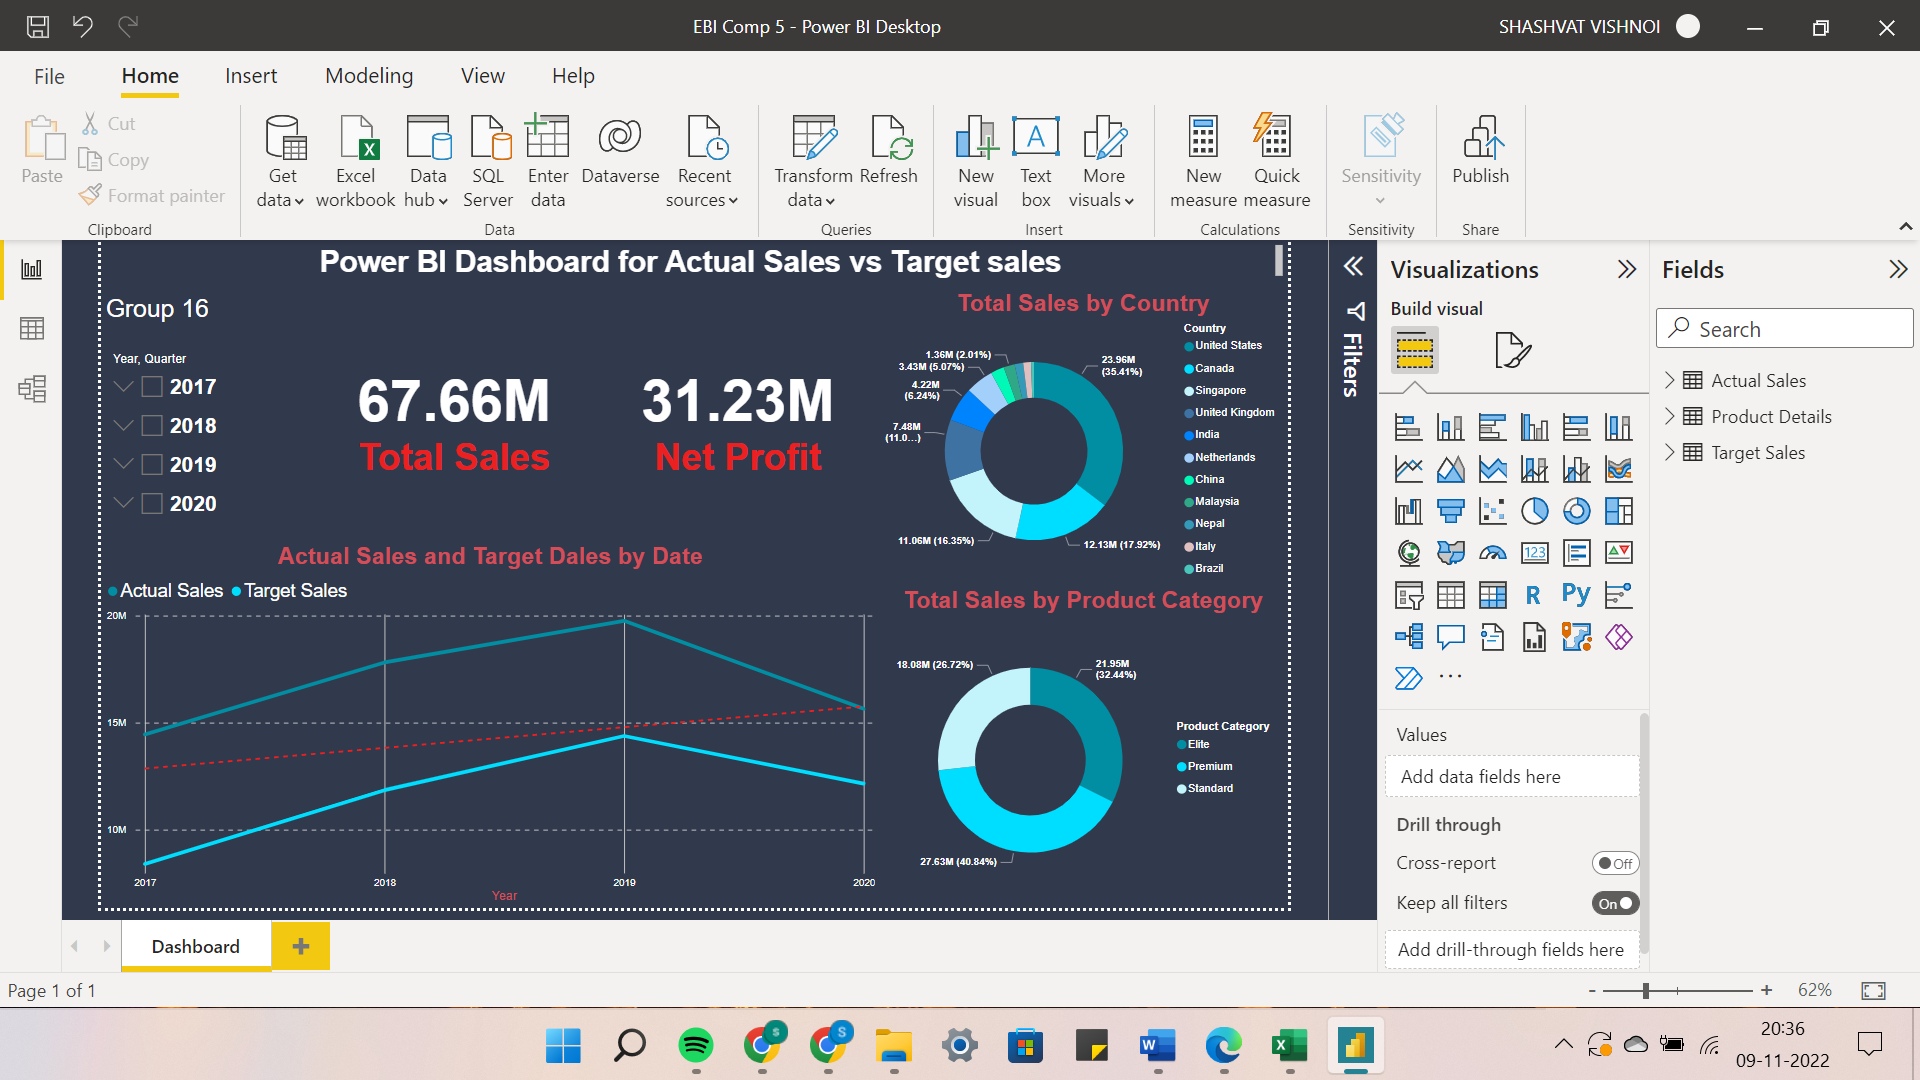 EBI Comp 5 - Power BI Desktop
SHASHVAT VISHNOI
File
Home
Insert
Modeling
View
Help
Paste
Cut
Copy
Format painter
Clipboard
Get data
Excel workbook
Data hub
SQL Server
Enter data
Dataverse
Recent sources
Data
Transform data
Refresh
Queries
New visual
A
Text box
More visuals
Insert
New measure
Quick measure
Calculations
Sensitivity
Sensitivity
Publish
Share
Power BI Dashboard for Actual Sales vs Target sales
Group 16
Year, Quarter
2017
2018
2019
2020
67.66M
Total Sales
31.23M
Net Profit
Total Sales by Country
1.36M (2.01%)
3.43M (5.07%)
4.22M
(6.24%)
7.48M
(11.0...)
11.06M (16.35%)
12.13M (17.92%)
23.96M
(35.41%)
Country
United States
Canada
Singapore
United Kingdom
India
Netherlands
China
Malaysia
Nepal
Italy
Brazil
Actual Sales and Target Dales by Date
Actual Sales
Target Sales
20M
15M
10M
2017
2018
2019
2020
Year
Total Sales by Product Category
18.08M (26.72%)
21.95M
(32.44%)
27.63M (40.84%)
Product Category
Elite
Premium
Standard
Filters
Visualizations
Build visual
123
R
Py
...
Values
Add data fields here
Drill through
Cross-report
Off
Keep all filters
On
Add drill-through fields here
Fields
Search
Actual Sales
Product Details
Target Sales
Dashboard
+
Page 1 of 1
- + 62%
S
S
W
X
20:36
09-11-2022